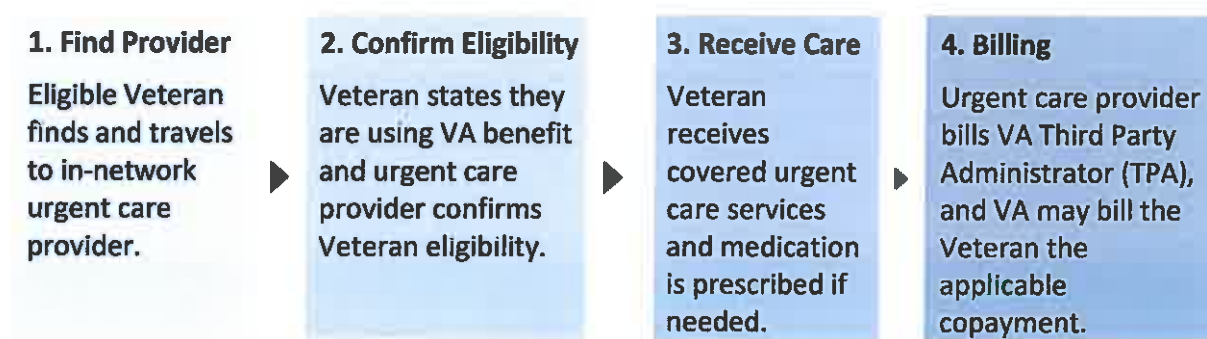 1. Find Provider
Eligible Veteran
finds and travels
to in-network
urgent care
provider.
2. Confirm Eligibility
Veteran states they
are using VA benefit
and urgent care
provider confirms
Veteran eligibility.
3. Receive Care
Veteran
receives
covered urgent
care services
and medication
is prescribed if
needed.
4. Billing
Urgent care provider
bills VA Third Party
Administrator (TPA),
and VA may bill the
Veteran the
applicable
copayment.